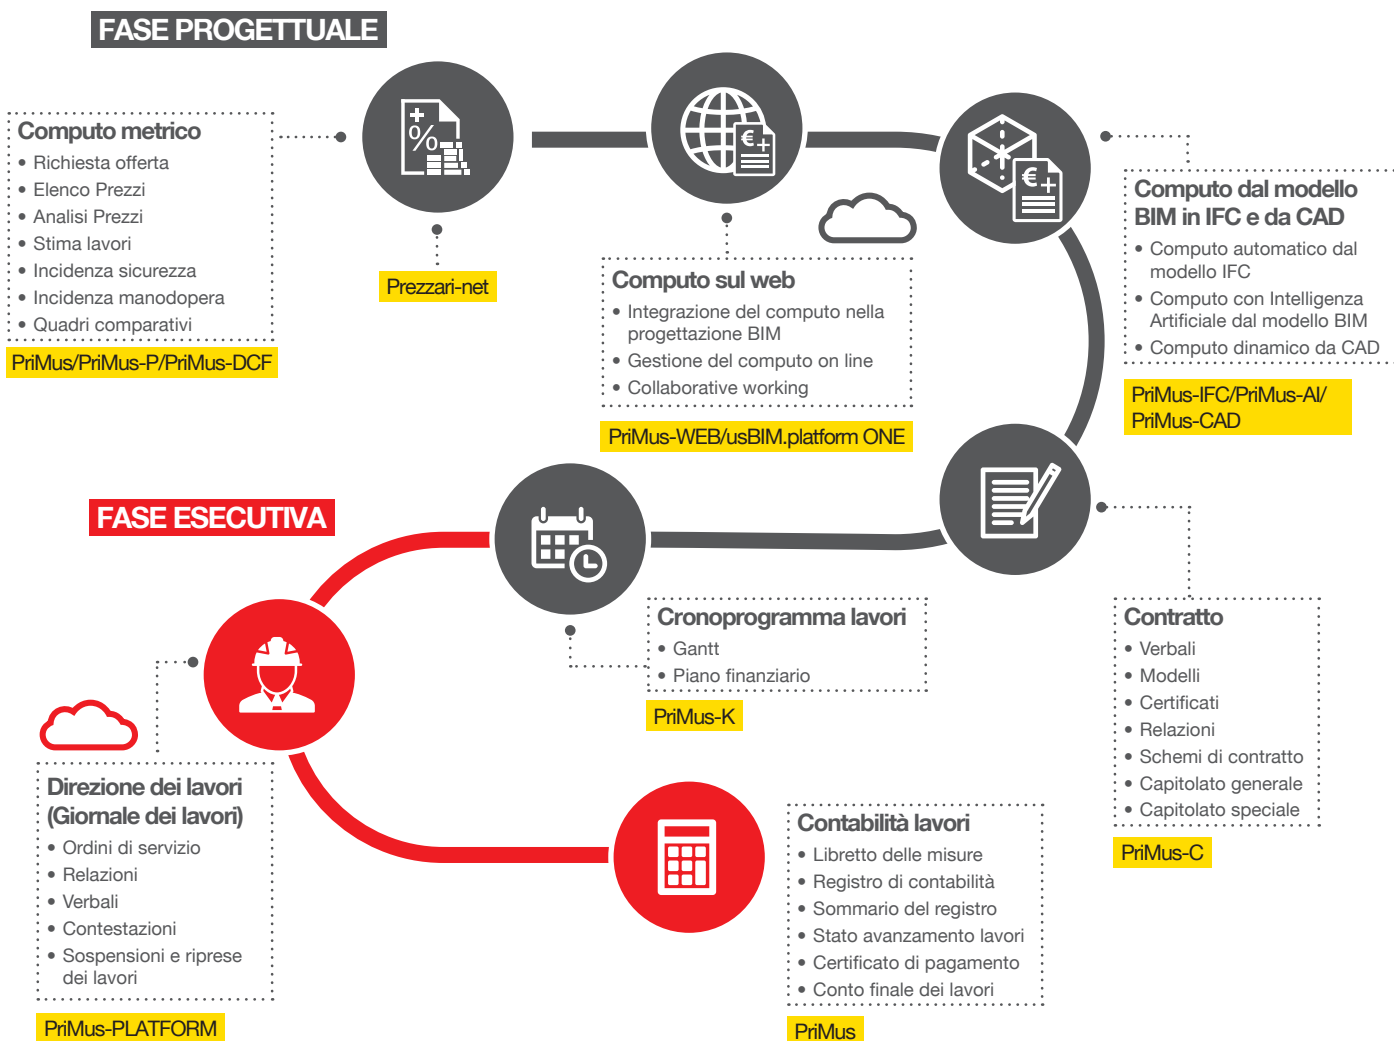 FASE PROGETTUALE
Computo metrico
• Richiesta offerta
• Elenco Prezzi
• Analisi Prezzi
• Stima lavori
• Incidenza sicurezza
• Incidenza manodopera
• Quadri comparativi
PriMus/PriMus-P/PriMus-DCF
+
%
Prezzari-net
€+
Computo sul web
• Integrazione del computo nella
progettazione BIM
• Gestione del computo on line
• Collaborative working
PriMus-WEB/usBIM.platform ONE
€+
Computo dal modello
BIM in IFC e da CAD
• Computo automatico dal
modello IFC
• Computo con Intelligenza
Artificiale dal modello BIM
• Computo dinamico da CAD
PriMus-IFC/PriMus-AI/
PriMus-CAD
Contratto
• Verbali
• Modelli
• Certificati
• Relazioni
• Schemi di contratto
• Capitolato generale
• Capitolato speciale
PriMus-C
Cronoprogramma lavori
• Gantt
• Piano finanziario
PriMus-K
FASE ESECUTIVA
Direzione dei lavori
(Giornale dei lavori)
• Ordini di servizio
• Relazioni
• Verbali
• Contestazioni
• Sospensioni e riprese
dei lavori
PriMus-PLATFORM
Contabilità lavori
• Libretto delle misure
• Registro di contabilità
• Sommario del registro
• Stato avanzamento lavori
• Certificato di pagamento
• Conto finale dei lavori
PriMus